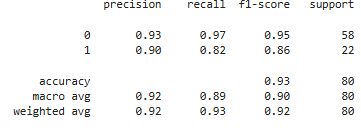 precision recall f1-score support
0 0.93 0.97 0.95 58
1 0.90 0.82 0.86 22
accuracy 0.93 80
macro avg 0.92 0.89 0.90 80
weighted avg 0.92 0.93 0.92 80